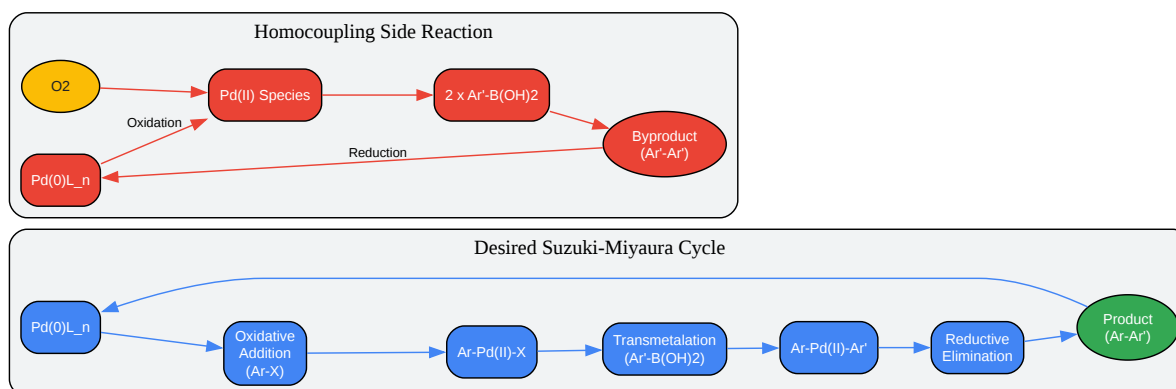 Homocoupling Side Reaction
O2
Pd(II) Species
2 x Ar'-B(OH)2
Oxidation
Byproduct
(Ar'-Ar')
Reduction
Pd(0)L_n
Desired Suzuki-Miyaura Cycle
Pd(0)L_n
Oxidative
Addition
(Ar-X)
Ar-Pd(II)-X
Transmetalation
(Ar'-B(OH)2)
Ar-Pd(II)-Ar'
Reductive
Elimination
Product
(Ar-Ar')